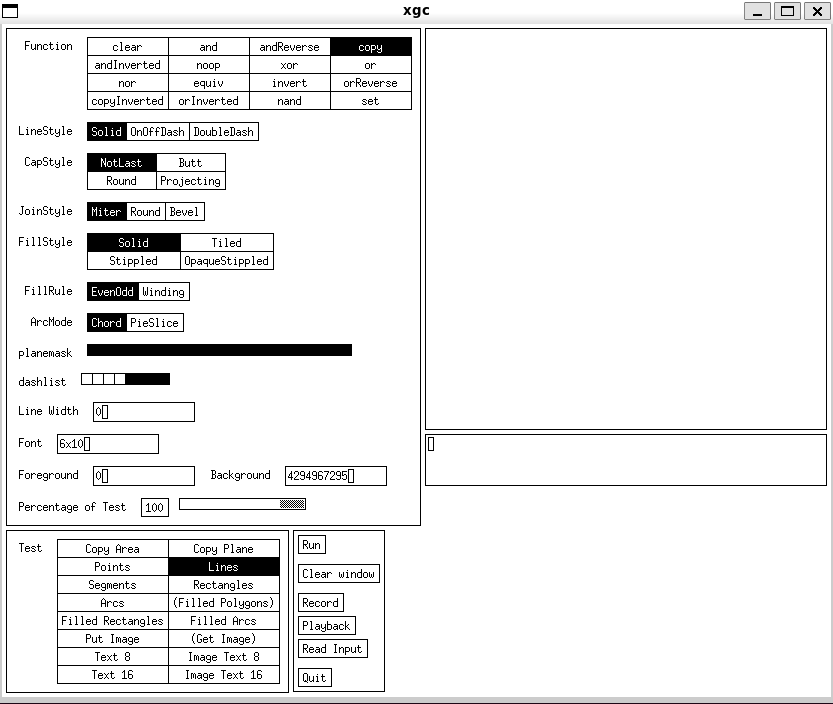 xgc
Function
clear and andReverse copy
andInverted noop xor or
nor equiv invert orReverse
copyInverted orInverted nand set
LineStyle Solid OnOffDash DoubleDash
CapStyle NotLast Butt
Round Projecting
JoinStyle Miter Round Bevel
FillStyle Solid Tiled
Stippled OpaqueStippled
FillRule EvenOdd Winding
ArcMode Chord PieSlice
planemask
dashlist
Line Width 0
Font 6x10
Foreground 0 Background 4294967295
Percentage of Test 100
Test
Copy Area Copy Plane
Points Lines
Segments Rectangles
Arcs (Filled Polygons)
Filled Rectangles Filled Arcs
Put Image (Get Image)
Text 8 Image Text 8
Text 16 Image Text 16
Run
Clear window
Record
Playback
Read Input
Quit